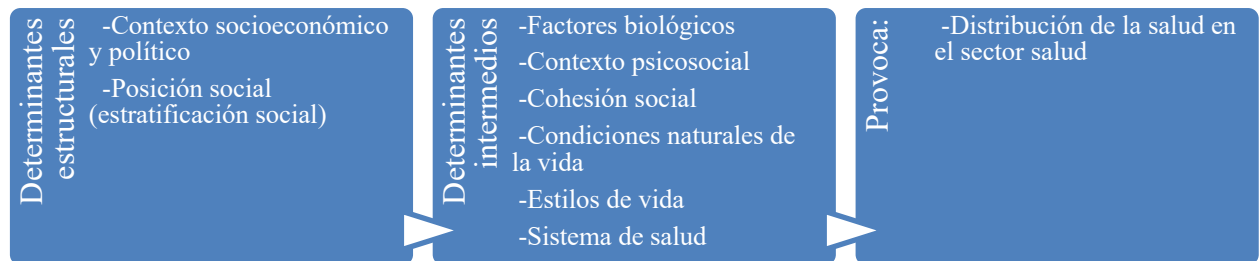 Determinantes
estructurales
-Contexto socioeconómico
y político
-Posición social
(estratificación social)
Determinantes
intermedios
-Factores biológicos
-Contexto psicosocial
-Cohesión social
-Condiciones naturales de
la vida
-Estilos de vida
-Sistema de salud
Provoca:
-Distribución de la salud en
el sector salud